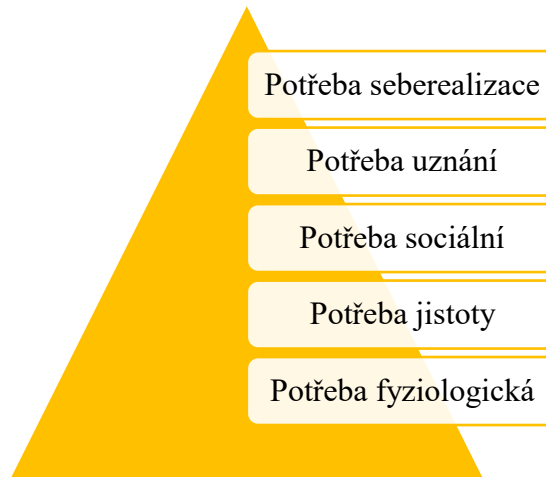 Potřeba seberealizace
Potřeba uznání
Potřeba sociální
Potřeba jistoty
Potřeba fyziologická